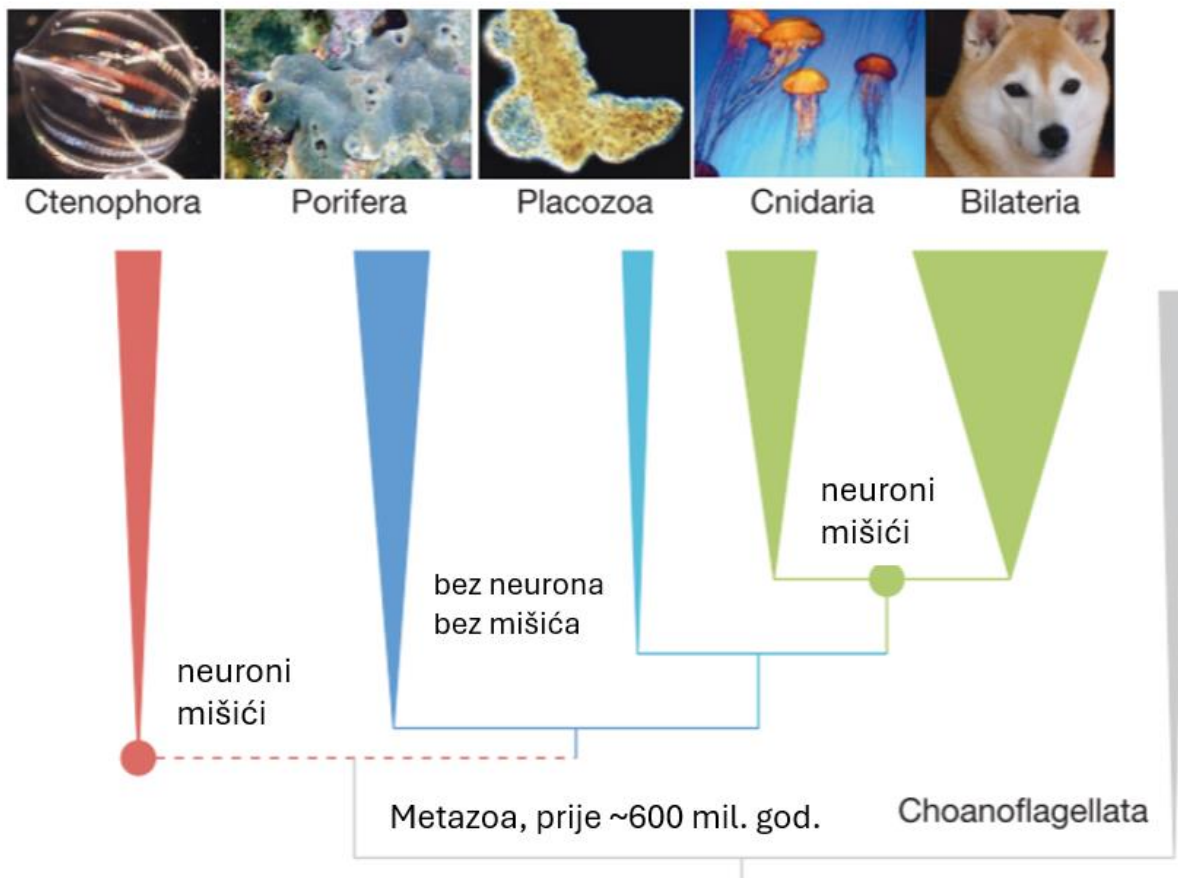 Ctenophora
Porifera
Placozoa
Cnidaria
Bilateria
neuroni
mišići
bez neurona
bez mišića
neuroni
mišići
Metazoa, prije ~600 mil. god.
Choanoflagellata